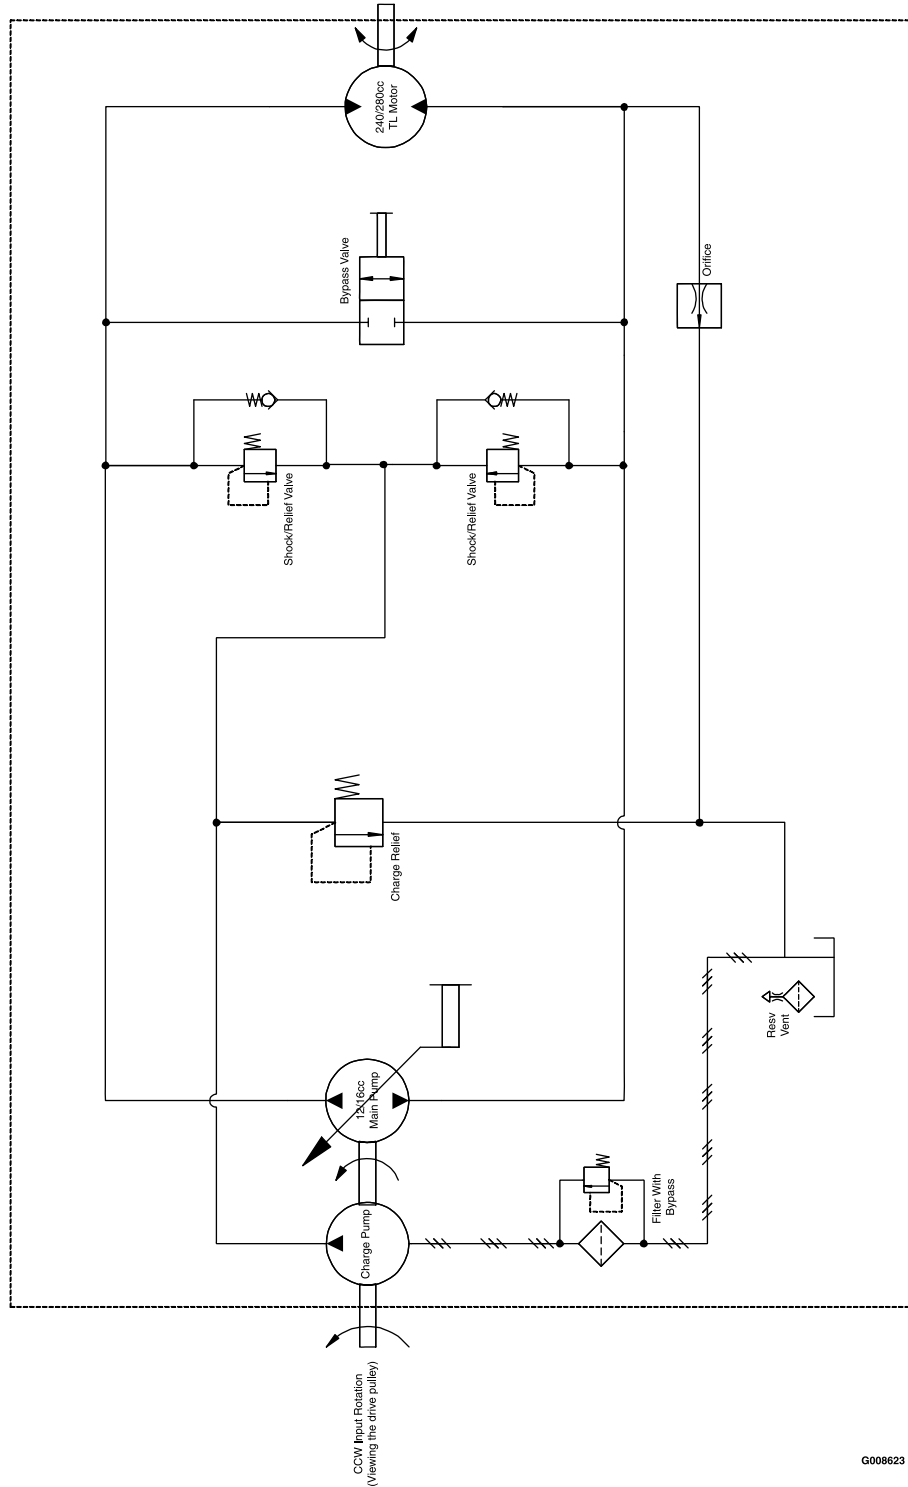 240/280cc
TL Motor
Bypass Valve
Orifice
Shock/Relief Valve
Shock/Relief Valve
Charge Relief
Resv
Vent
12/16cc
Main Pump
Filter With
Bypass
Charge Pump
CCW Input Rotation
(Viewing the drive pulley)
G008623